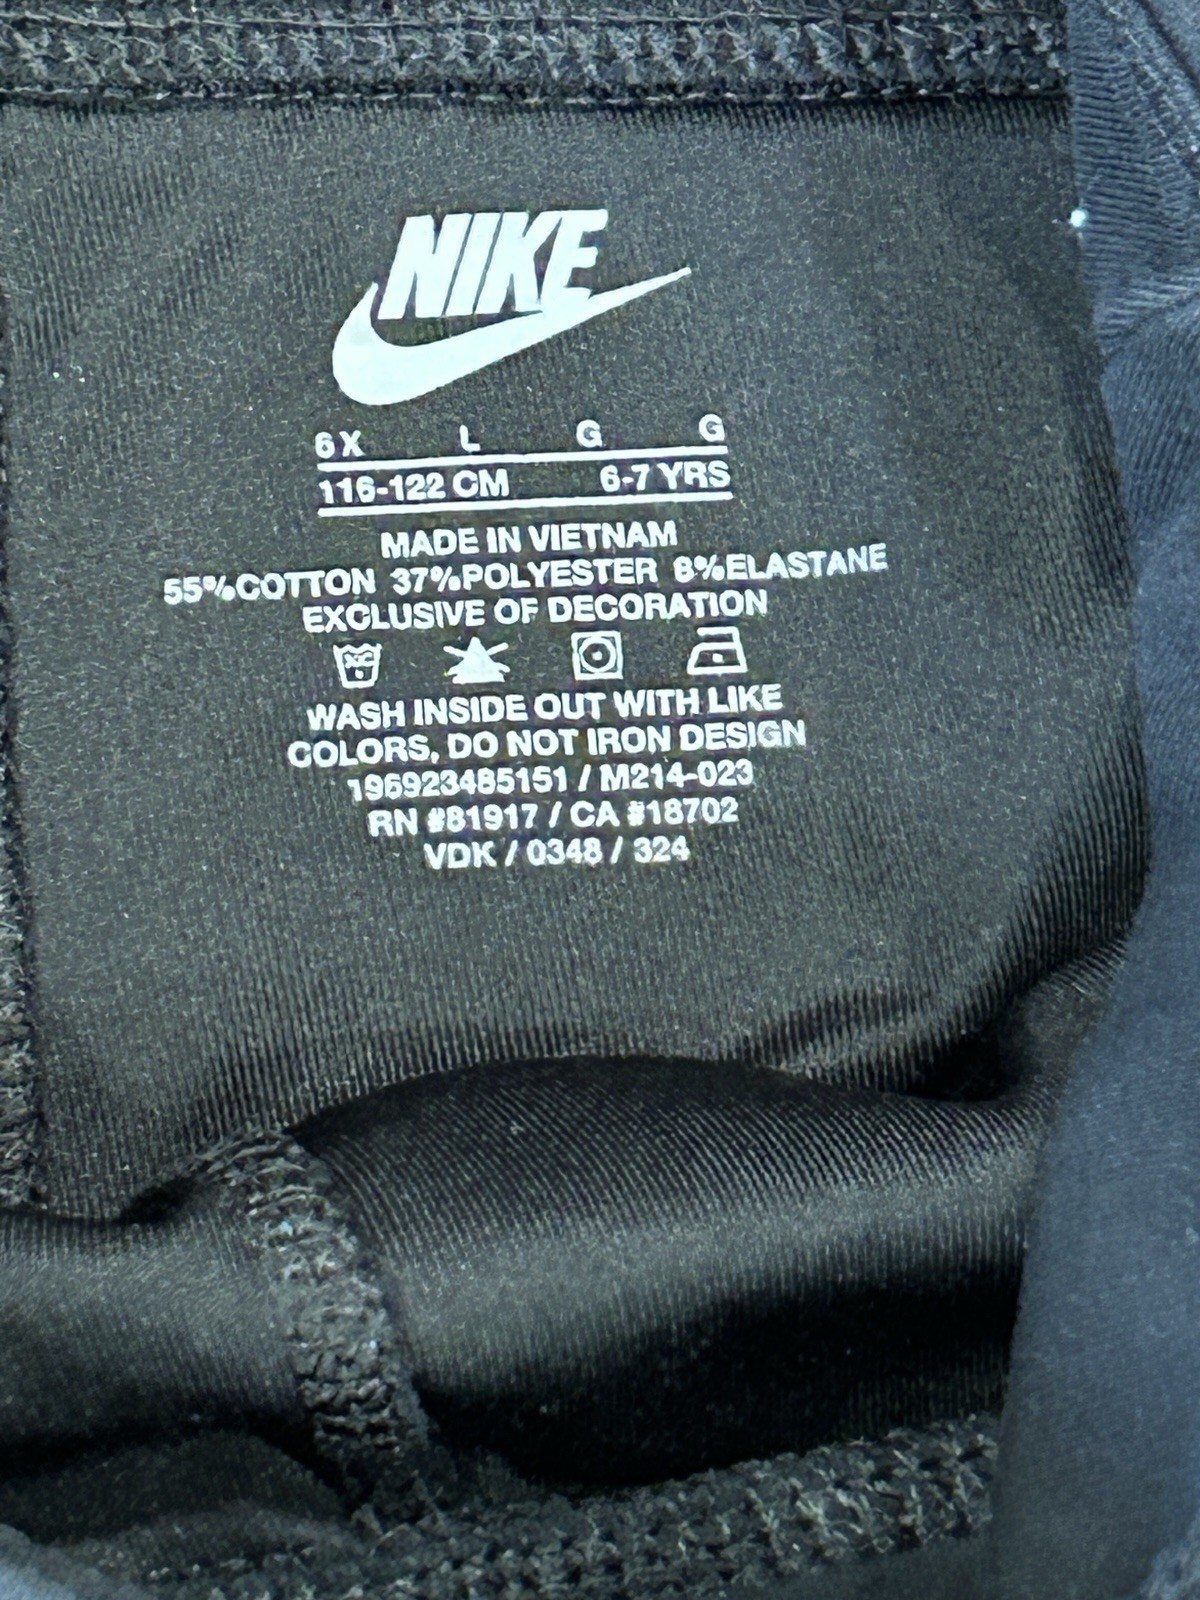 NIKE
6X L G G
116-122 CM 6-7 YRS
MADE IN VIETNAM
55%COTTON 37%POLYESTER 8%ELASTANE
EXCLUSIVE OF DECORATION
WASH INSIDE OUT WITH LIKE
COLORS, DO NOT IRON DESIGN
196923485151 / M214-023
RN #81917 / CA #18702
VDK / 0348 / 324